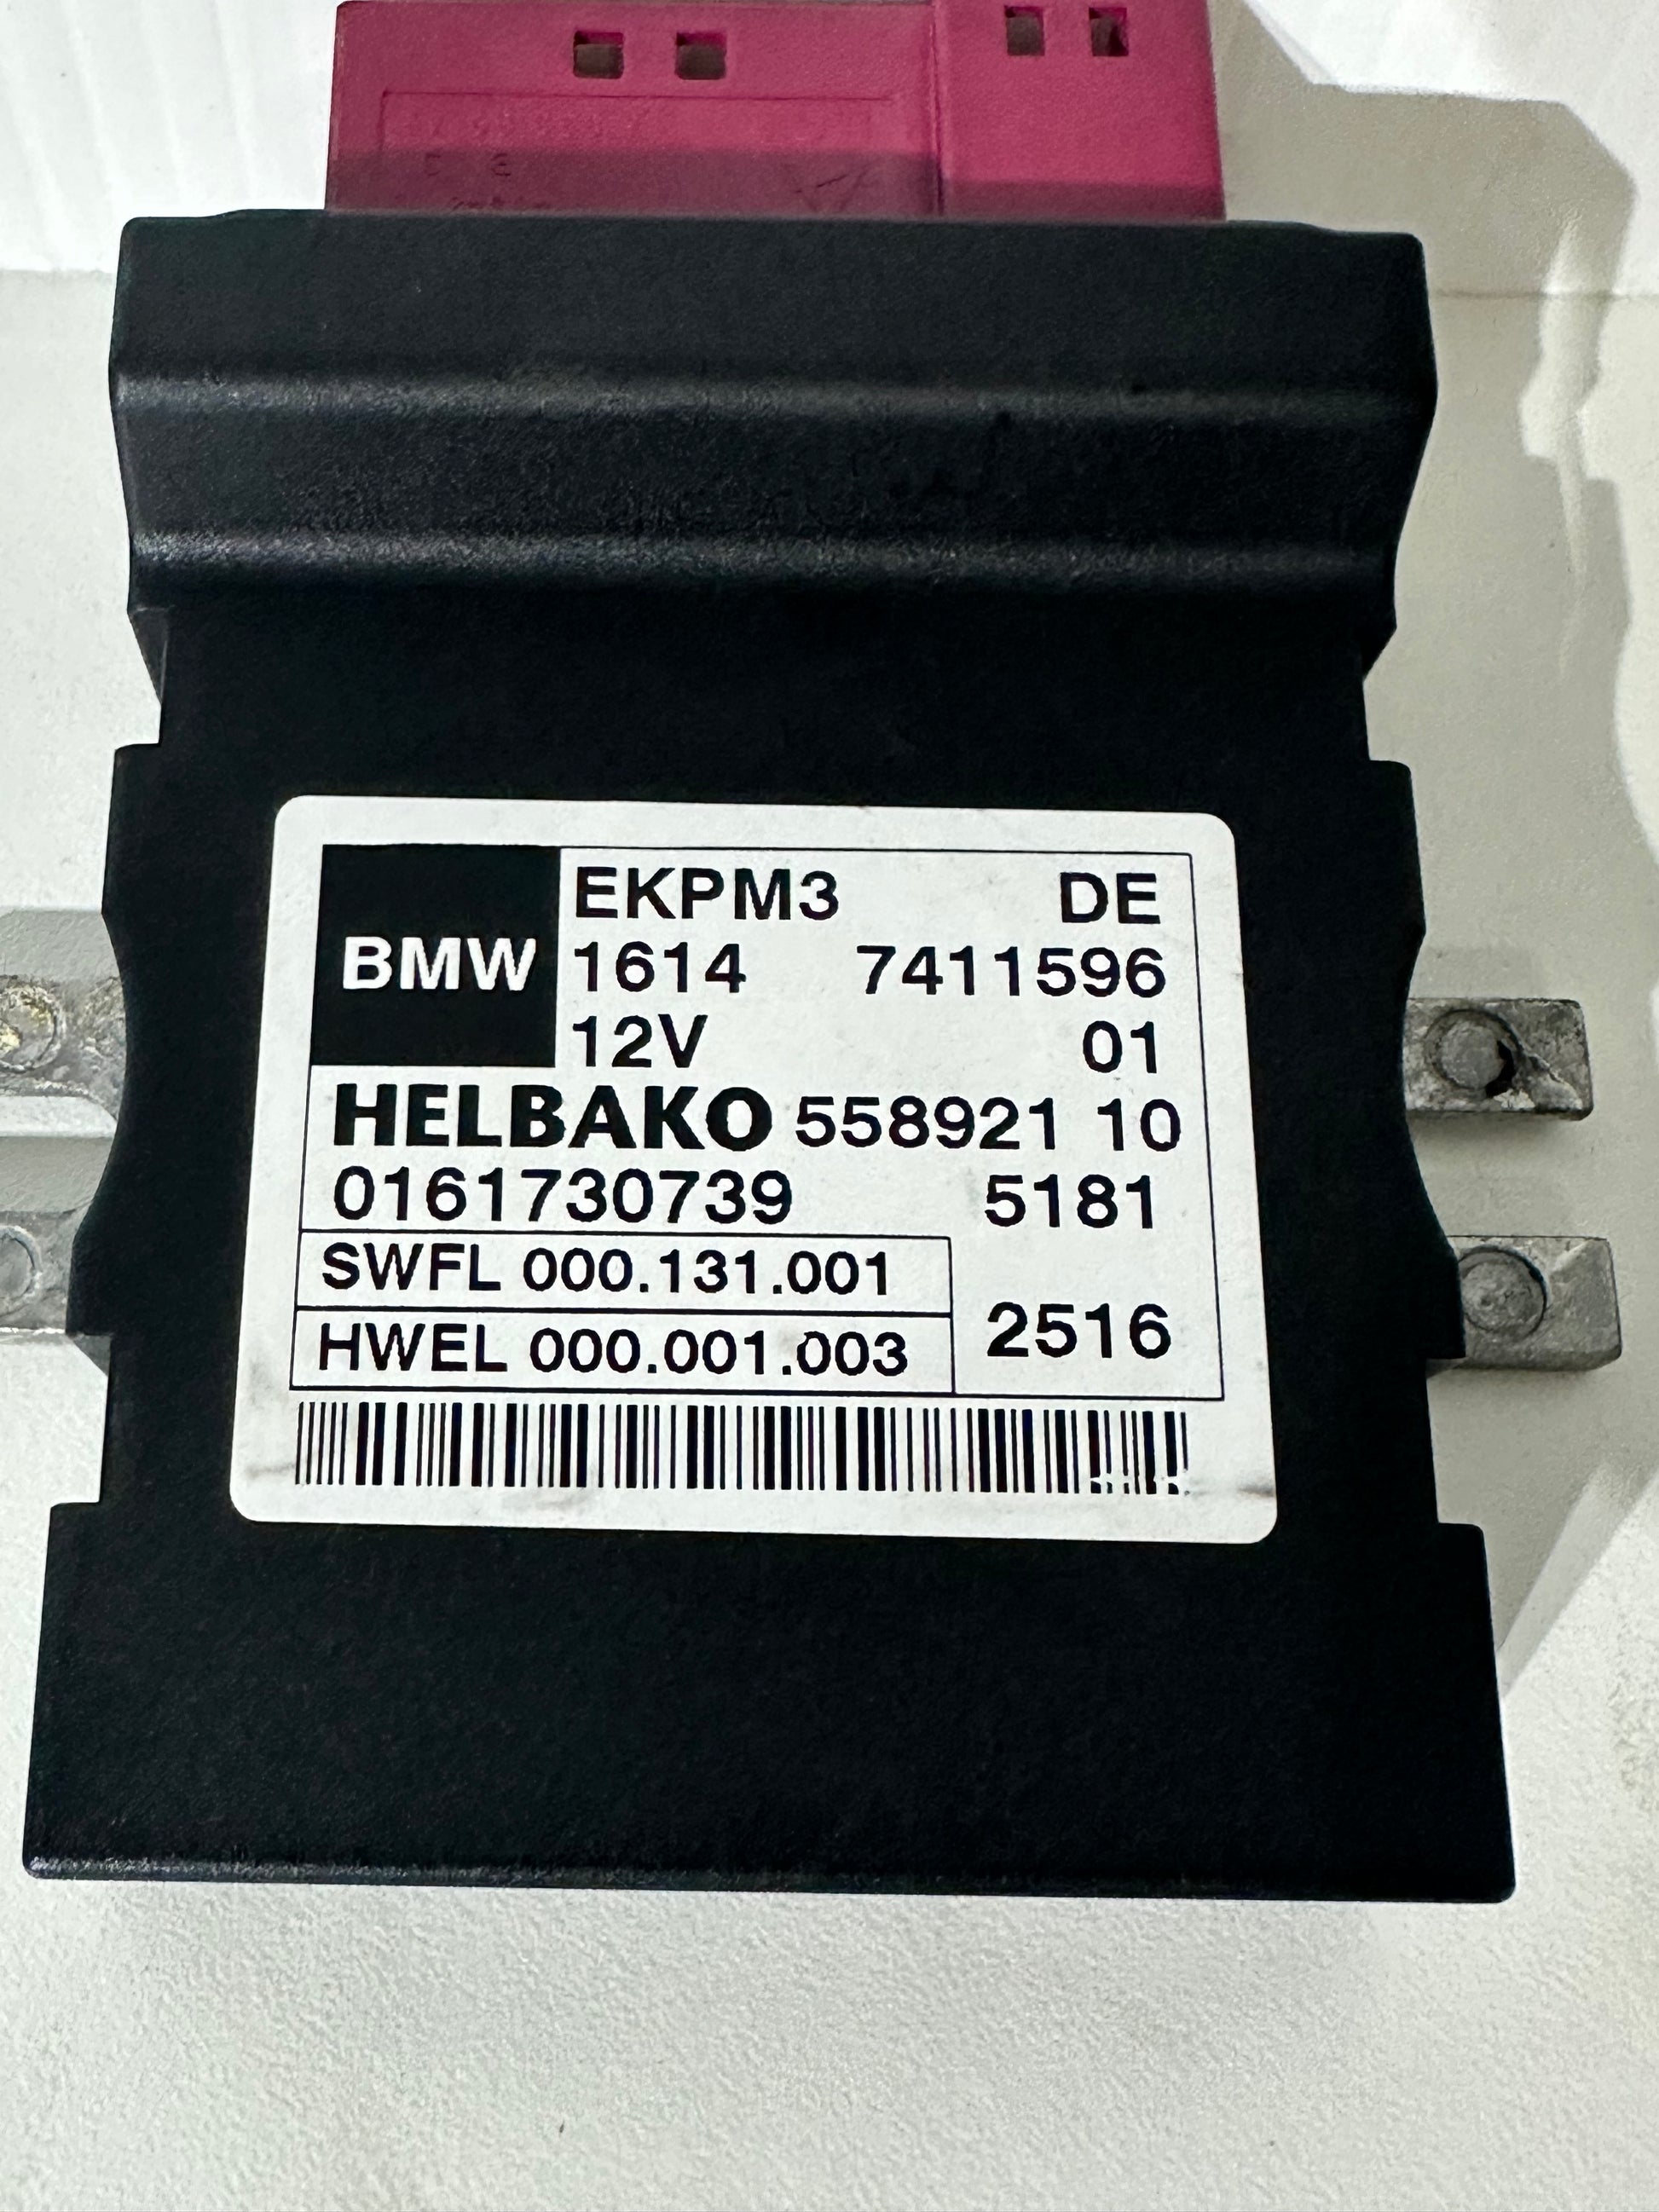 EKPM3 DE
BMW 1614 7411596
12V 01
HELBAKO 558921 10
0161730739 5181
SWFL 000.131.001
2516
HWEL 000.001.003